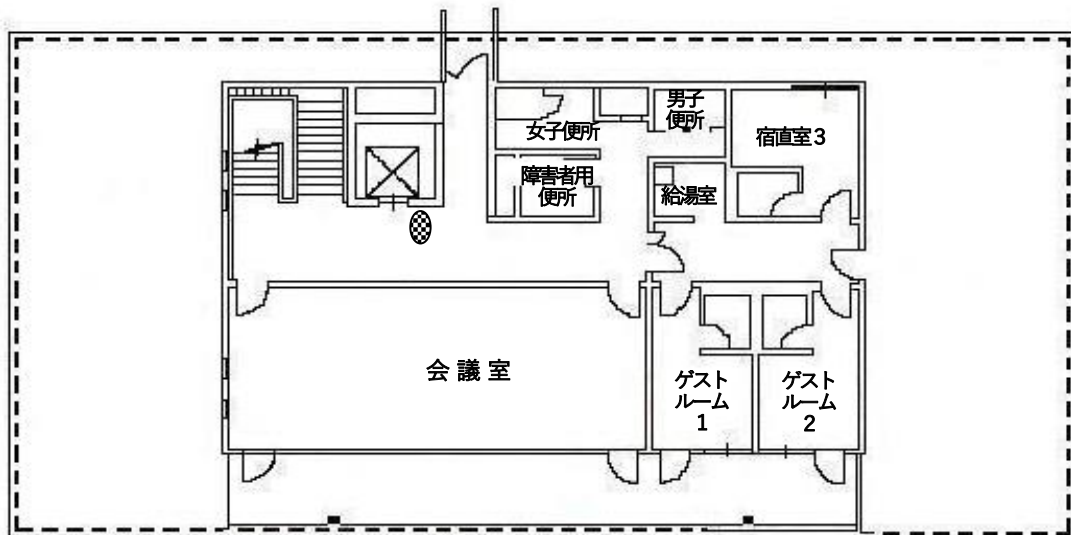 女子便所
男子
便所
宿直室3
障害者用
便所
給湯室
会議室
ゲスト
ルーム
1
ゲスト
ルーム
2